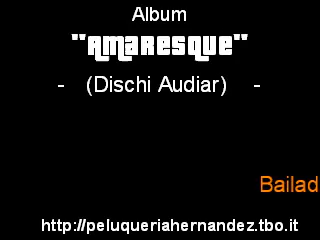 Album
"AMARESQUE"
- (Dischi Audiar) -
Bailad
http://peluqueriahernandez.tbo.it